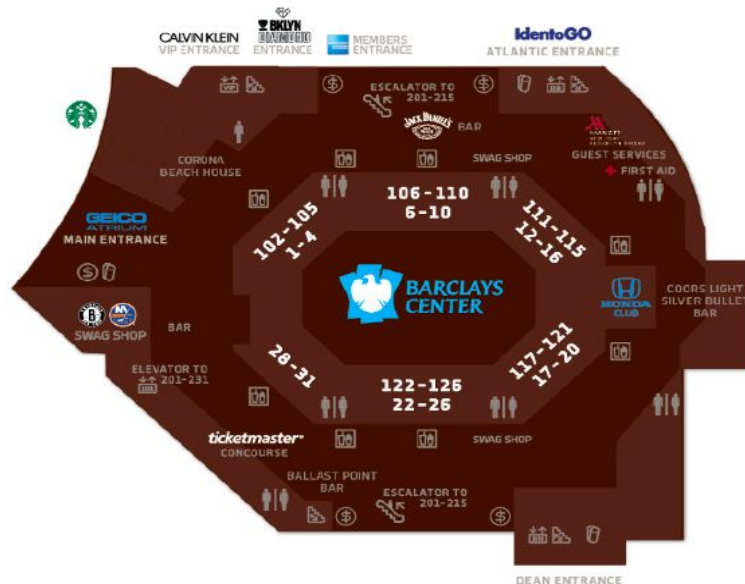 CALVIN KLEIN
VIP ENTRANCE
BKLYN
DIAMOND
ENTRANCE
MEMBERS
ENTRANCE
IdentoGO
ATLANTIC ENTRANCE
VIP
ESCALATOR TO
201-215
JACK DANIEL'S
BAR
MARRIOTT
GUEST SERVICES
FIRST AID
SWAG SHOP
CORONA
BEACH HOUSE
GEICO
ATRIUM
MAIN ENTRANCE
102-105
1-4
106-110
6-10
111-115
12-16
BARCLAYS
CENTER
HONDA
CLUB
COORS LIGHT
SILVER BULLET
BAR
B
NY
SWAG SHOP
BAR
ELEVATOR TO
201-231
28-31
122-126
22-26
117-121
17-20
ticketmaster
CONCOURSE
SWAG SHOP
BALLAST POINT
BAR
ESCALATOR TO
201-215
DEAN ENTRANCE